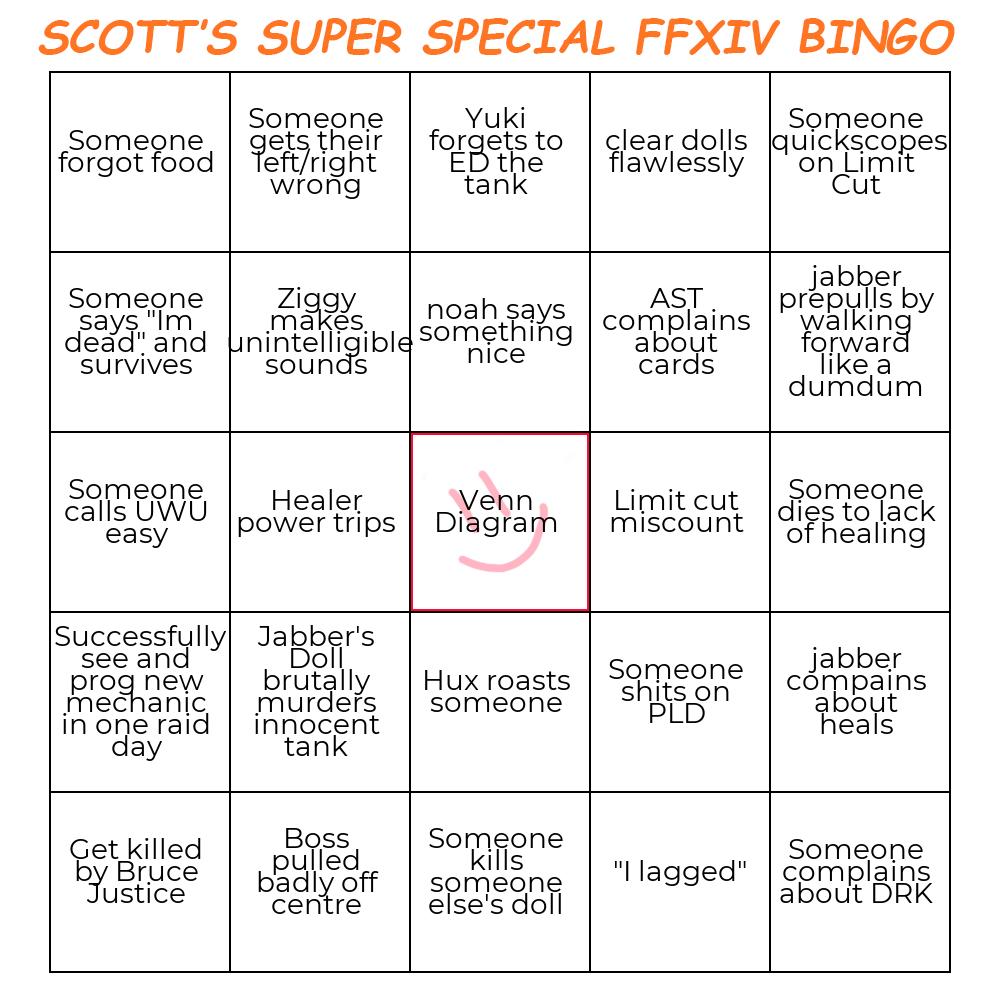 SCOTT'S SUPER SPECIAL FFXIV BINGO
Someone
forgot food
Someone
gets their
left/right
wrong
Yuki
forgets to
ED the
tank
clear dolls
flawlessly
Someone
quickscopes
on Limit
Cut
Someone
says "Im
dead" and
survives
Ziggy
makes
unintelligible
sounds
noah says
something
nice
AST
complains
about
cards
jabber
prepulls by
walking
forward
like a
dumdum
Someone
calls UWU
easy
Healer
power trips
Venn
Diagram
Limit cut
miscount
Someone
dies to lack
of healing
Successfully
see and
prog new
mechanic
in one raid
day
Jabber's
Doll
brutally
murders
innocent
tank
Hux roasts
someone
Someone
shits on
PLD
jabber
compains
about
heals
Get killed
by Bruce
Justice
Boss
pulled
badly off
centre
Someone
kills
someone
else's doll
"I lagged"
Someone
complains
about DRK